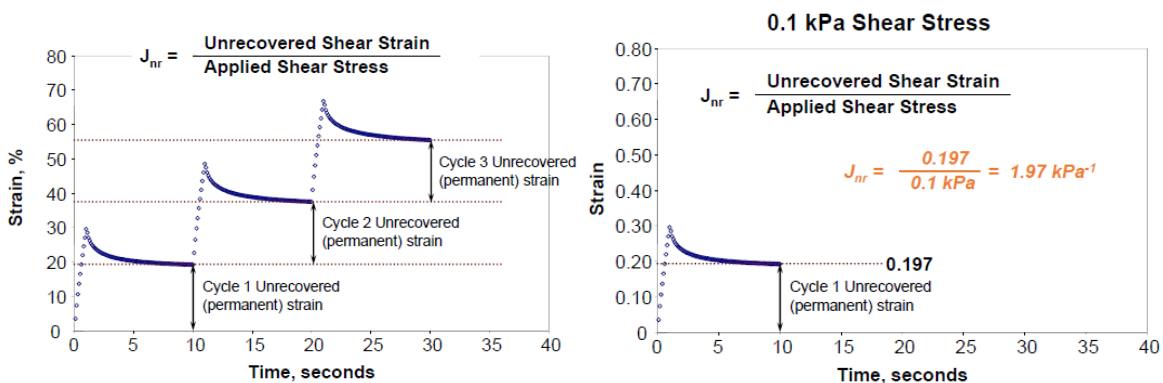 J_nr = Unrecovered Shear Strain
Applied Shear Stress
80
70
60
50
40
30
20
10
0
Strain, %
Cycle 3 Unrecovered
(permanent) strain
Cycle 2 Unrecovered
(permanent) strain
Cycle 1 Unrecovered
(permanent) strain
0 10 20 30 40
Time, seconds
0.1 kPa Shear Stress
0.80
0.70
0.60
0.50
0.40
0.30
0.20
0.10
0.00
Strain
J_nr = Unrecovered Shear Strain
Applied Shear Stress
J_nr = 0.197 = 1.97 kPa⁻¹
0.1 kPa
0.197
Cycle 1 Unrecovered
(permanent) strain
0 5 10 15 20 25 30 35 40
Time, seconds